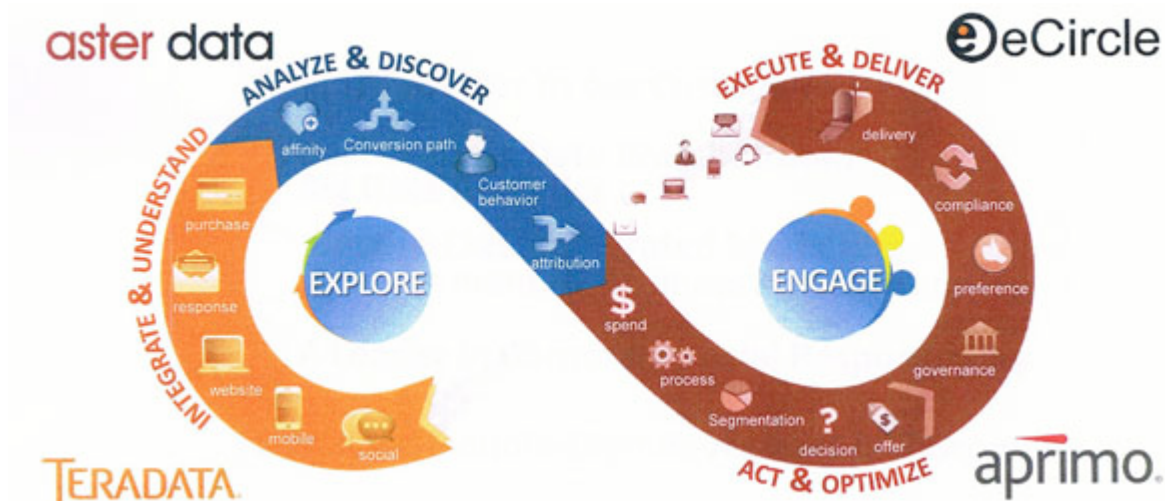 aster data
eCircle
ANALYZE & DISCOVER
EXECUTE & DELIVER
INTEGRATE & UNDERSTAND
affinity
Conversion path
Customer
behavior
attribution
purchase
response
website
mobile
social
EXPLORE
ENGAGE
delivery
compliance
preference
governance
offer
decision
?
Segmentation
process
$
spend
ACT & OPTIMIZE
TERADATA.
aprimo.